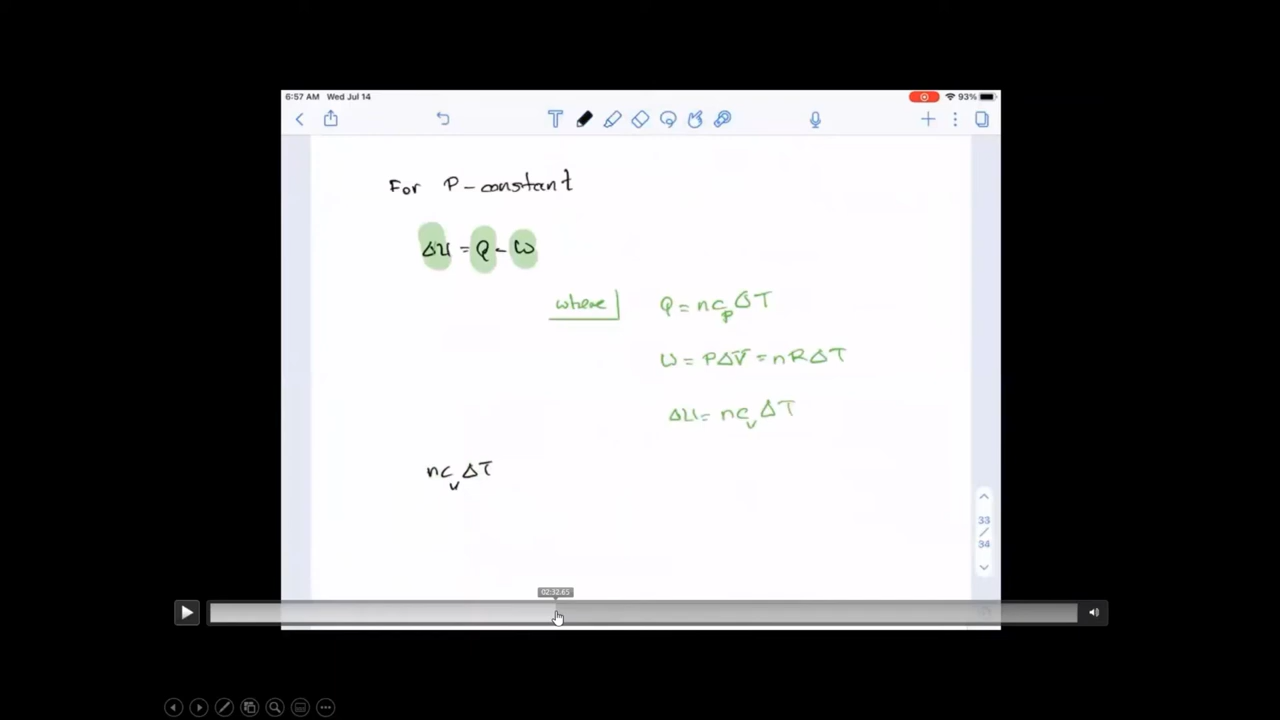 6:57 AM Wed Jul 14
93%
For P-constant
ΔU = Q - W
where
Q = nc_p ΔT
W = PΔV = nRΔT
ΔU = nc_v ΔT
nc_v ΔT
33
/
34
02:32.65